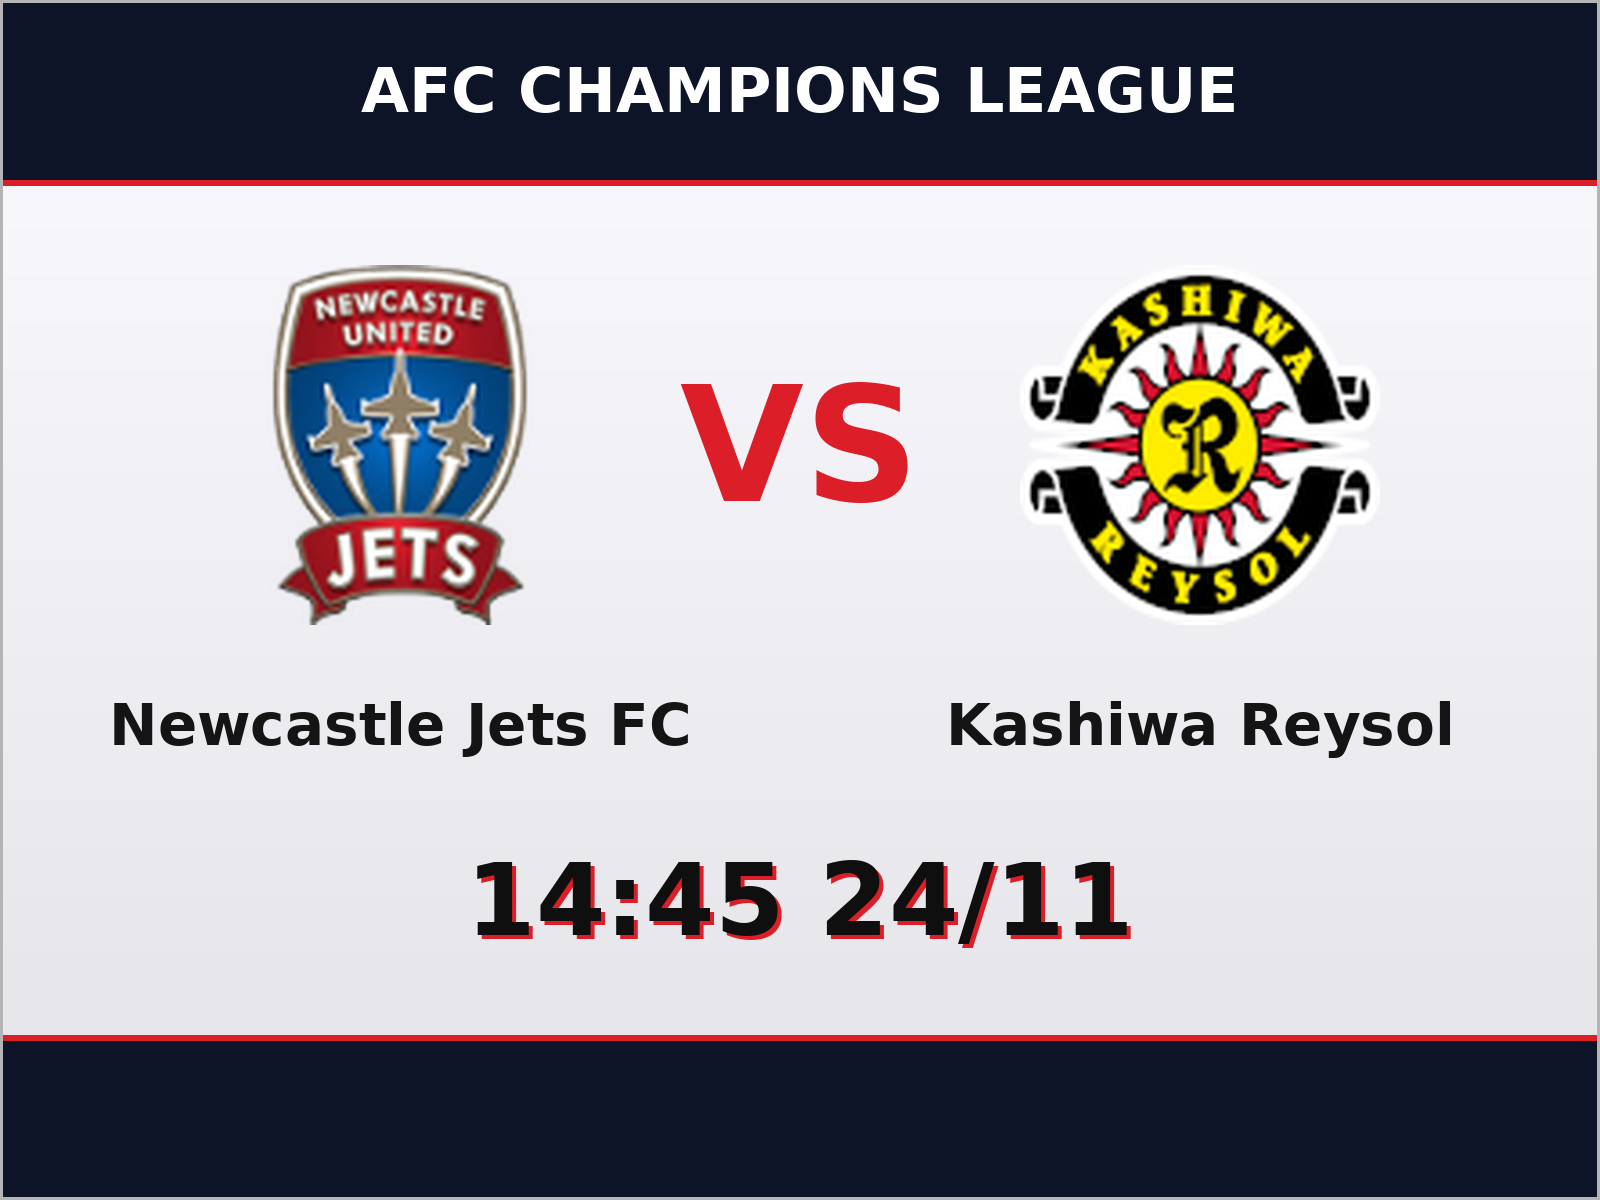 AFC CHAMPIONS LEAGUE
NEWCASTLE
UNITED
JETS
VS
KASHIWA
R
REYSOL
Newcastle Jets FC
Kashiwa Reysol
14:45 24/11